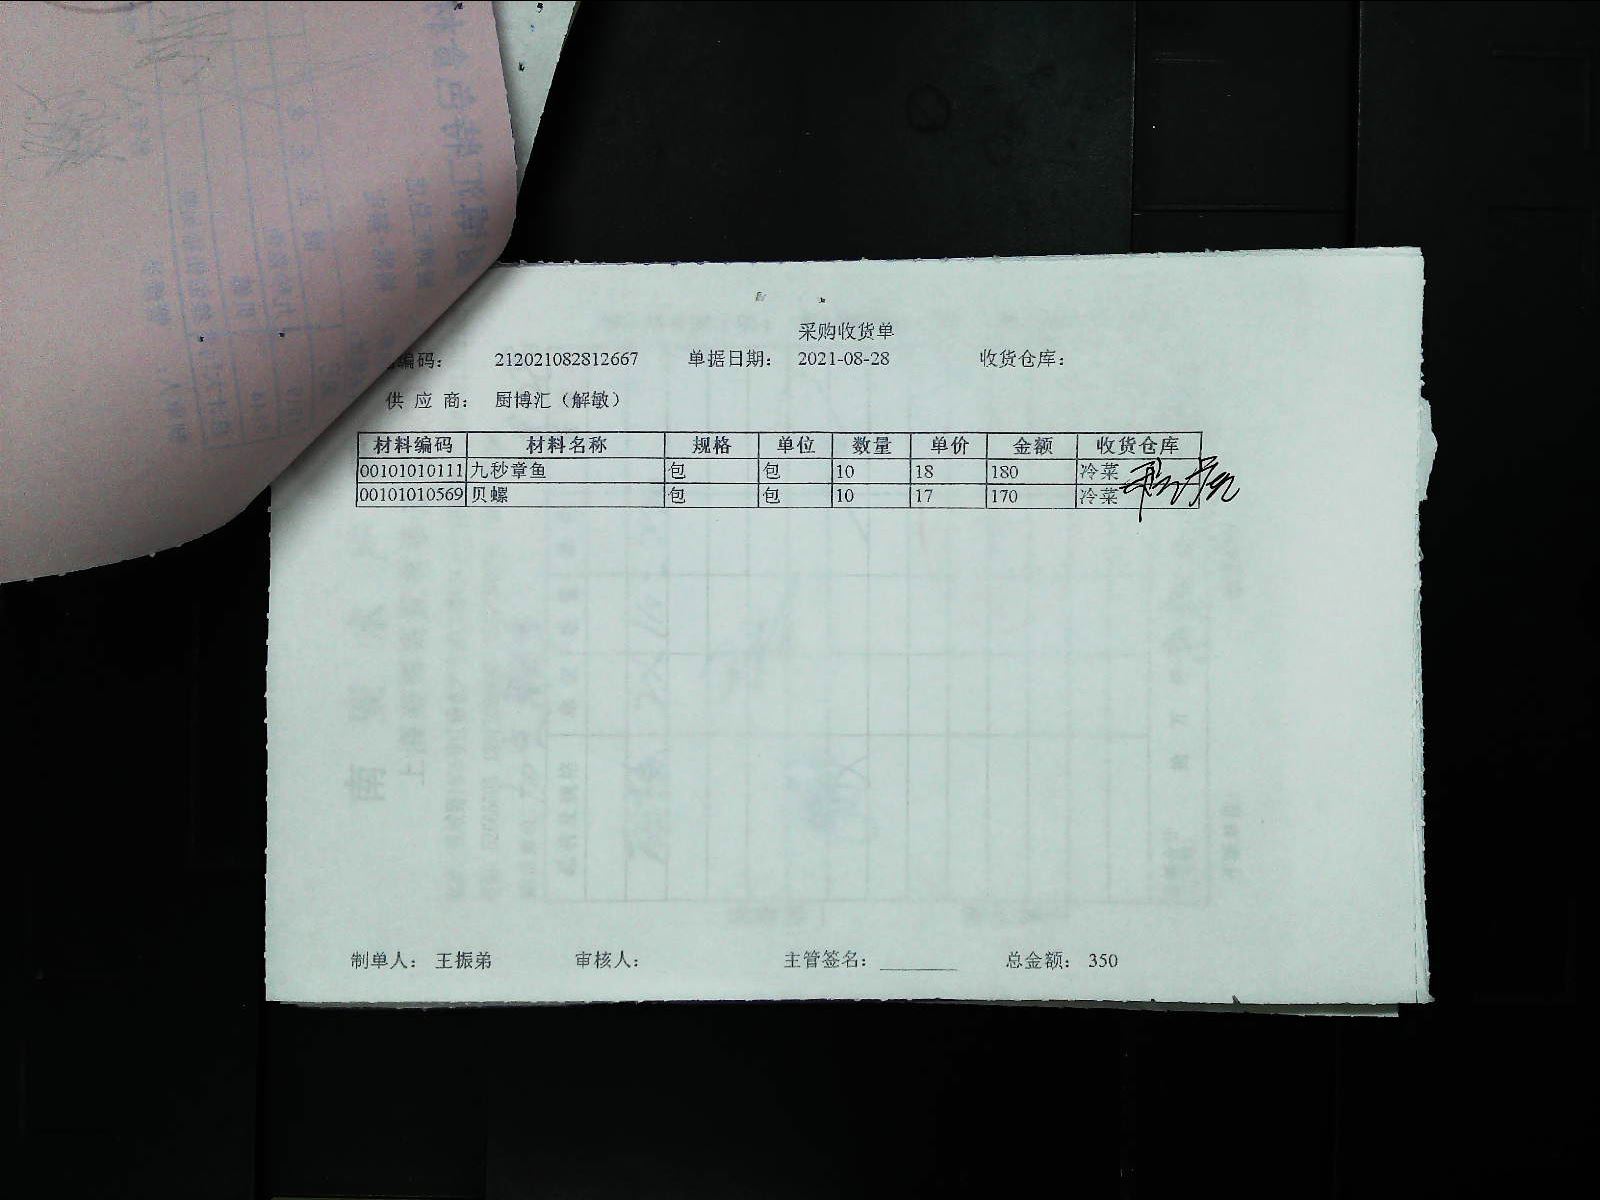 采购收货单
编码： 212021082812667 单据日期： 2021-08-28 收货仓库：
供 应 商： 厨博汇（解敏）
材料编码 材料名称 规格 单位 数量 单价 金额 收货仓库
00101010111 九秒章鱼 包 包 10 18 180 冷菜
00101010569 贝螺 包 包 10 17 170 冷菜
制单人： 王振弟 审核人： 主管签名： 总金额： 350